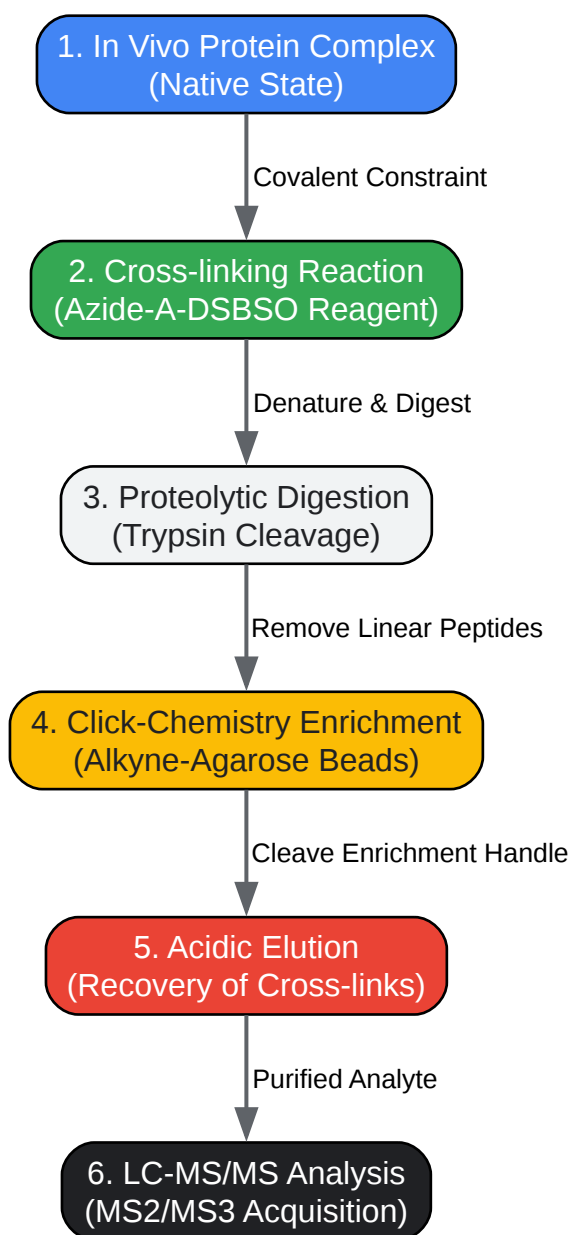 1. In Vivo Protein Complex
(Native State)
Covalent Constraint
2. Cross-linking Reaction
(Azide-A-DSBSO Reagent)
Denature & Digest
3. Proteolytic Digestion
(Trypsin Cleavage)
Remove Linear Peptides
4. Click-Chemistry Enrichment
(Alkyne-Agarose Beads)
Cleave Enrichment Handle
5. Acidic Elution
(Recovery of Cross-links)
Purified Analyte
6. LC-MS/MS Analysis
(MS2/MS3 Acquisition)